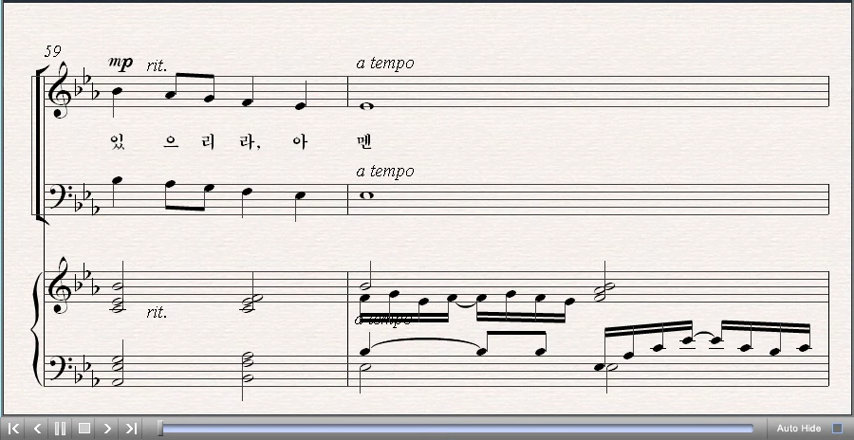 59
mp rit.
a tempo
있 으 리 라, 아 멘
a tempo
rit.
a tempo
Auto Hide